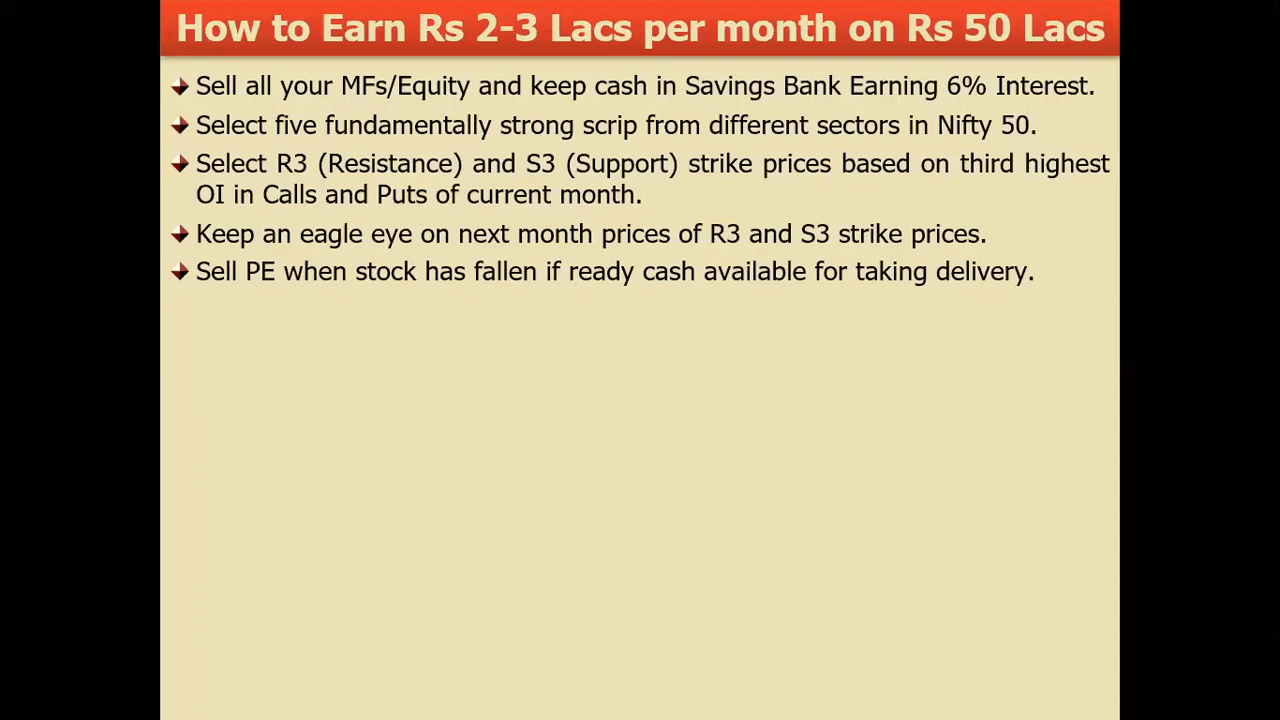 How to Earn Rs 2-3 Lacs per month on Rs 50 Lacs
Sell all your MFs/Equity and keep cash in Savings Bank Earning 6% Interest.
Select five fundamentally strong scrip from different sectors in Nifty 50.
Select R3 (Resistance) and S3 (Support) strike prices based on third highest
OI in Calls and Puts of current month.
Keep an eagle eye on next month prices of R3 and S3 strike prices.
Sell PE when stock has fallen if ready cash available for taking delivery.